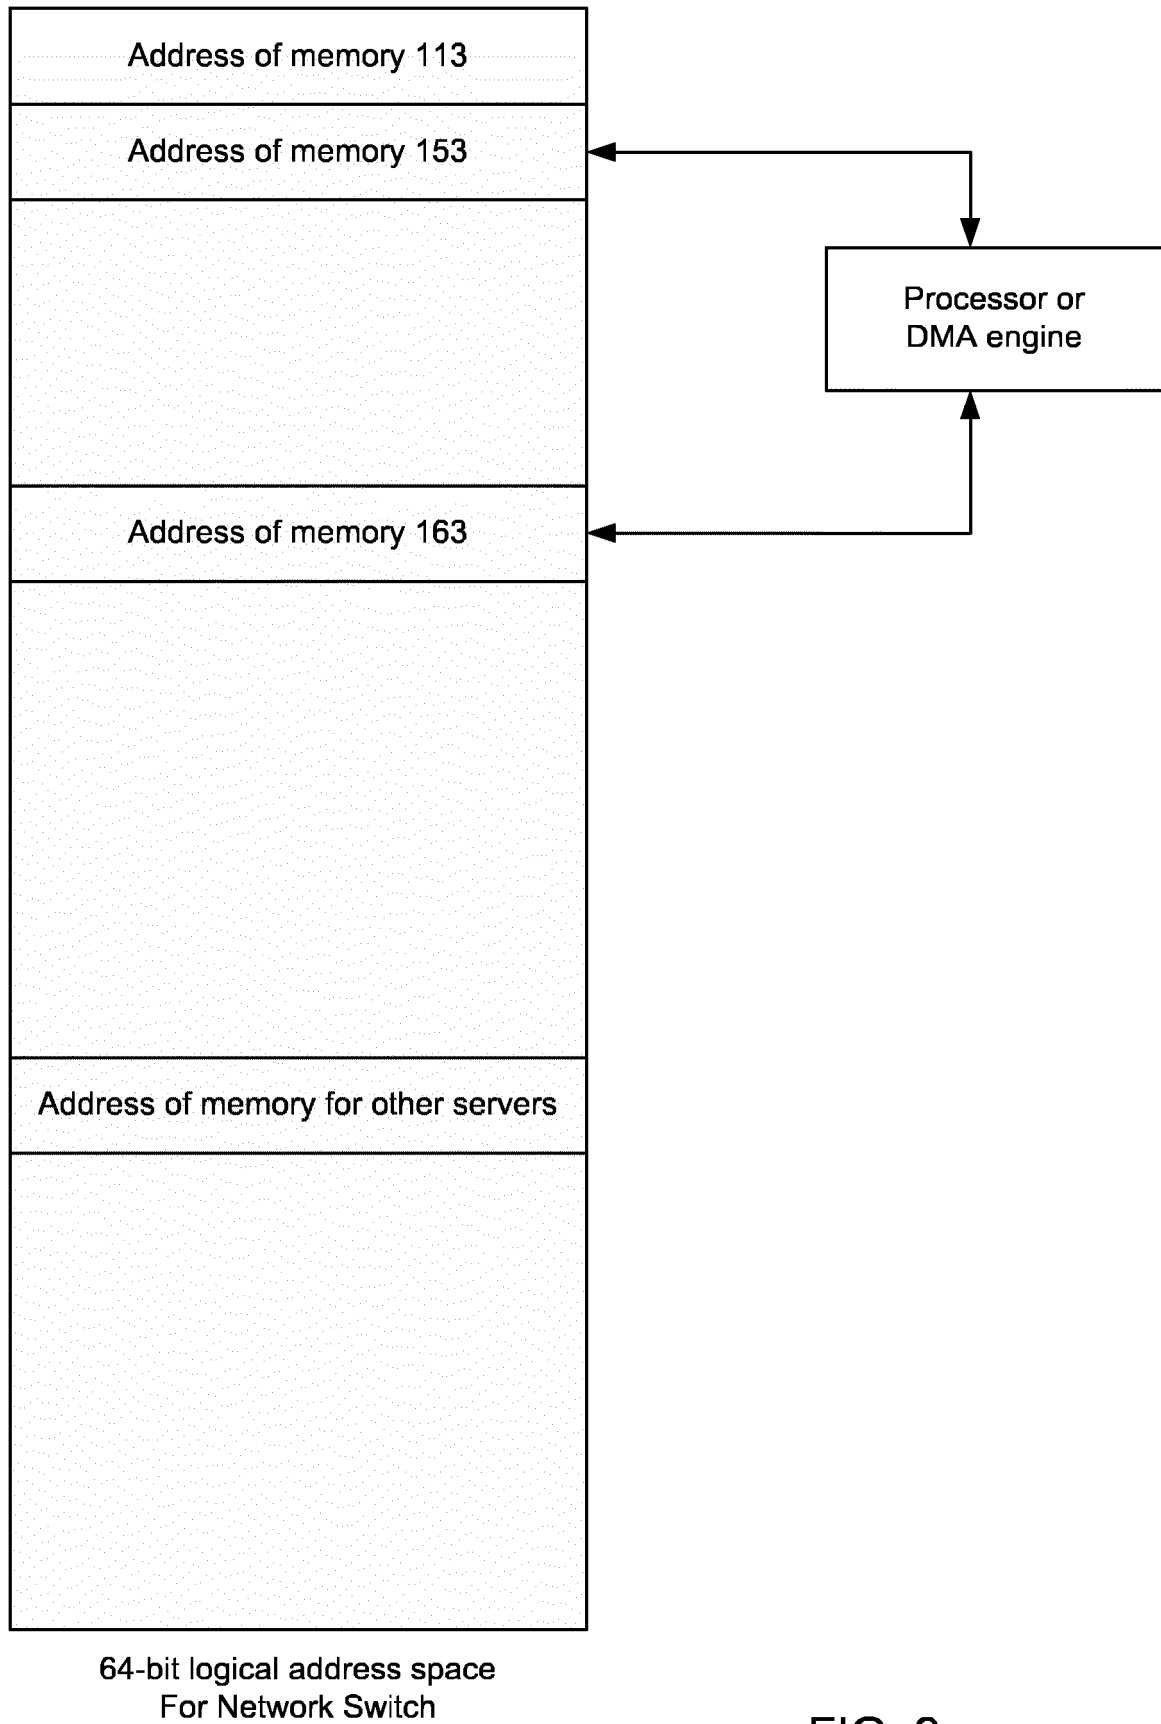 Address of memory 113
Address of memory 153
Processor or
DMA engine
Address of memory 163
Address of memory for other servers
64-bit logical address space
For Network Switch